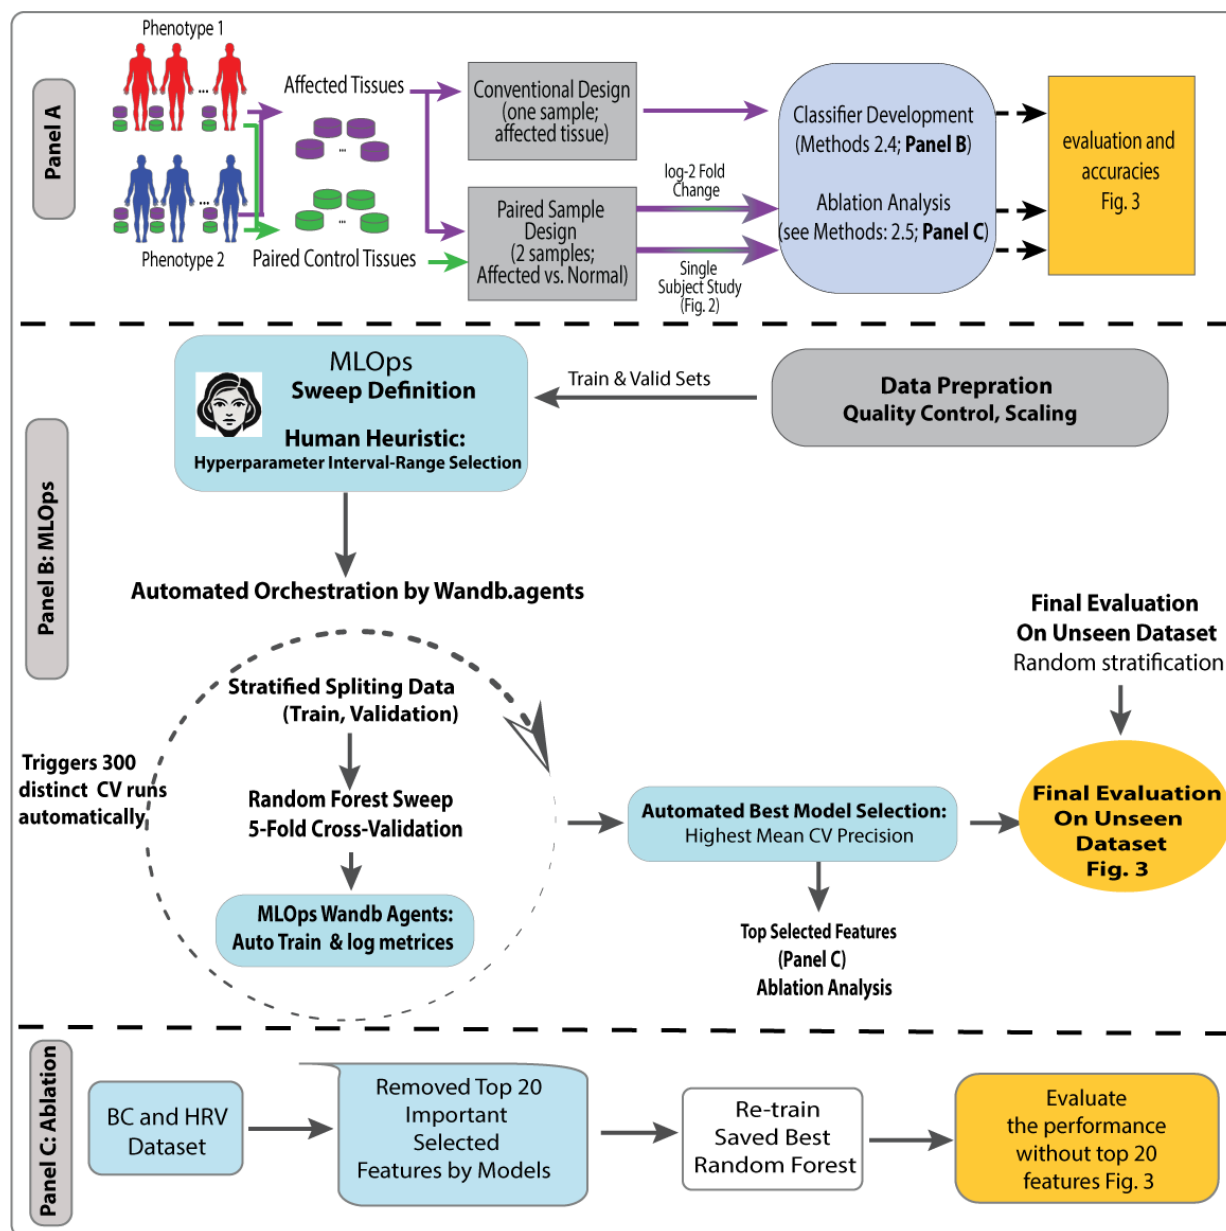 Panel A
Phenotype 1
...
...
Phenotype 2
Affected Tissues
...
...
Paired Control Tissues
Conventional Design
(one sample;
affected tissue)
Paired Sample
Design
(2 samples;
Affected vs. Normal)
log-2 Fold
Change
Single
Subject Study
(Fig. 2)
Classifier Development
(Methods 2.4; Panel B)
Ablation Analysis
(see Methods: 2.5; Panel C)
evaluation and
accuracies
Fig. 3
Panel B: MLOps
MLOps
Sweep Definition
Human Heuristic:
Hyperparameter Interval-Range Selection
Train & Valid Sets
Data Prepration
Quality Control, Scaling
Automated Orchestration by Wandb.agents
Stratified Spliting Data
(Train, Validation)
Triggers 300
distinct CV runs
automatically
Random Forest Sweep
5-Fold Cross-Validation
MLOps Wandb Agents:
Auto Train & log metrices
Automated Best Model Selection:
Highest Mean CV Precision
Top Selected Features
(Panel C)
Ablation Analysis
Final Evaluation
On Unseen Dataset
Random stratification
Final Evaluation
On Unseen
Dataset
Fig. 3
Panel C: Ablation
BC and HRV
Dataset
Removed Top 20
Important
Selected
Features by Models
Re-train
Saved Best
Random Forest
Evaluate
the performance
without top 20
features Fig. 3